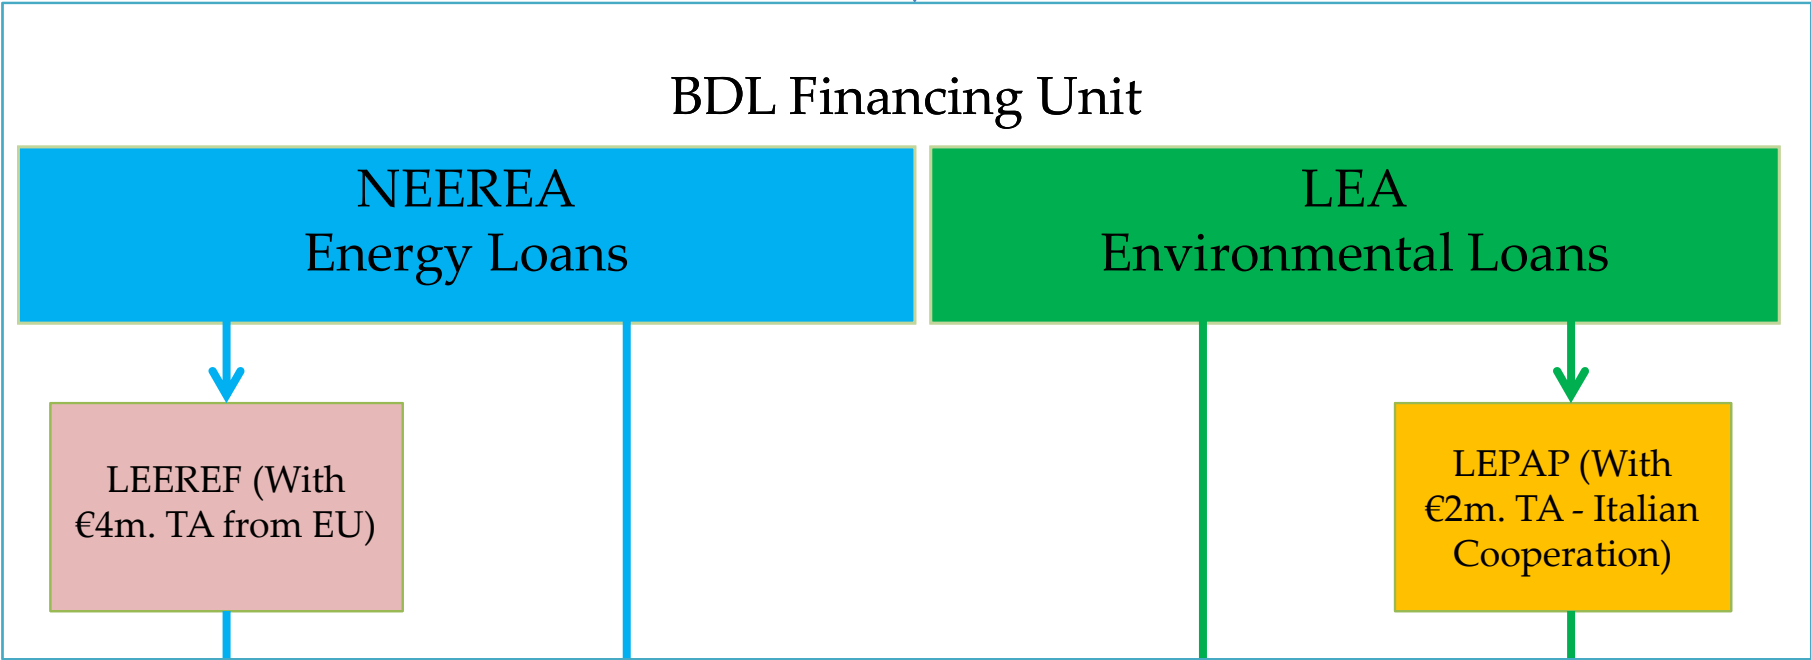 BDL Financing Unit
NEEREA
Energy Loans
LEA
Environmental Loans
LEEREF (With
€4m. TA from EU)
LEPAP (With
€2m. TA - Italian
Cooperation)